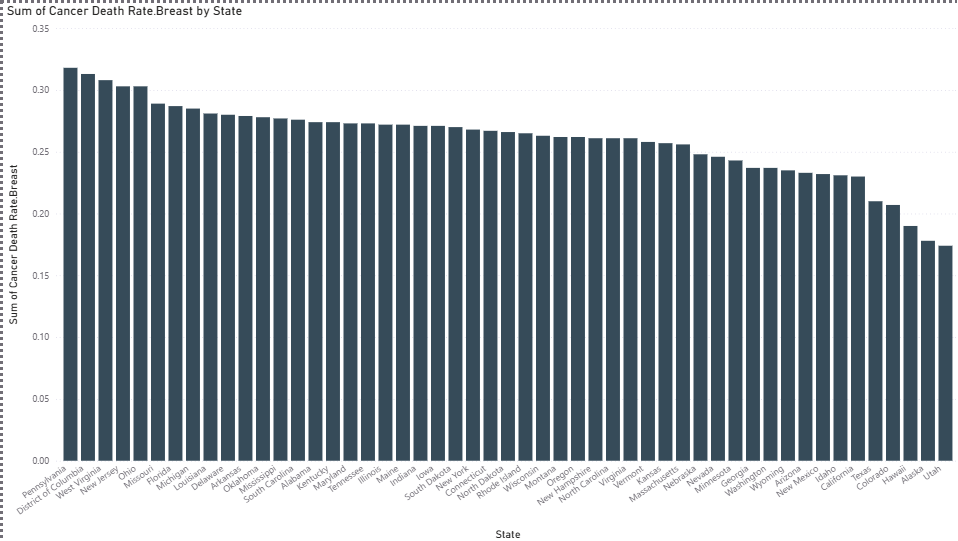 Sum of Cancer Death Rate.Breast by State
Sum of Cancer Death Rate.Breast
0.35
0.30
0.25
0.20
0.15
0.10
0.05
0.00
Pennsylvania
District of Columbia
West Virginia
New Jersey
Ohio
Missouri
Florida
Michigan
Louisiana
Delaware
Arkansas
Oklahoma
Mississippi
South Carolina
Alabama
Kentucky
Maryland
Tennessee
Illinois
Maine
Indiana
Iowa
South Dakota
New York
Connecticut
North Dakota
Rhode Island
Wisconsin
Montana
Oregon
New Hampshire
North Carolina
Virginia
Vermont
Kansas
Massachusetts
Nebraska
Nevada
Minnesota
Georgia
Washington
Wyoming
Arizona
New Mexico
Idaho
California
Texas
Colorado
Hawaii
Alaska
Utah
State